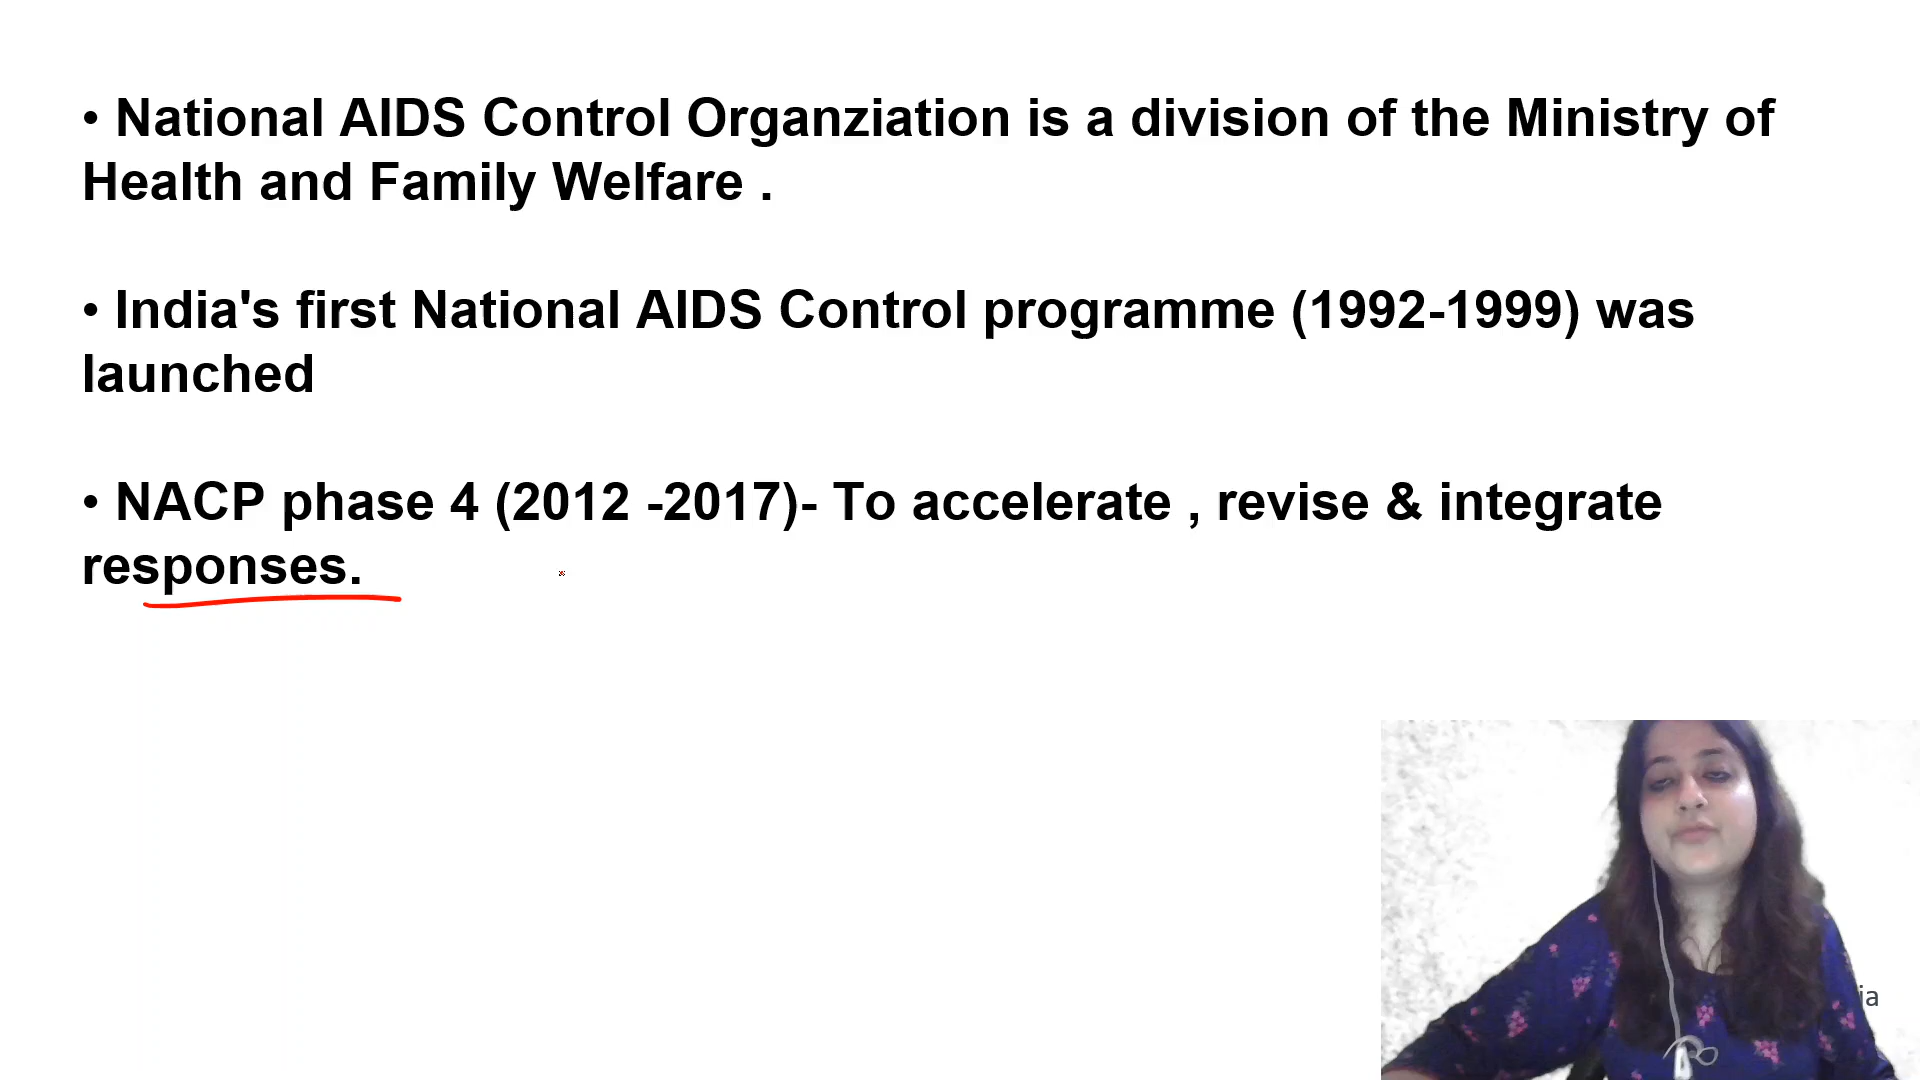 • National AIDS Control Organziation is a division of the Ministry of
Health and Family Welfare .
• India's first National AIDS Control programme (1992-1999) was
launched
• NACP phase 4 (2012 -2017)- To accelerate , revise & integrate
responses.